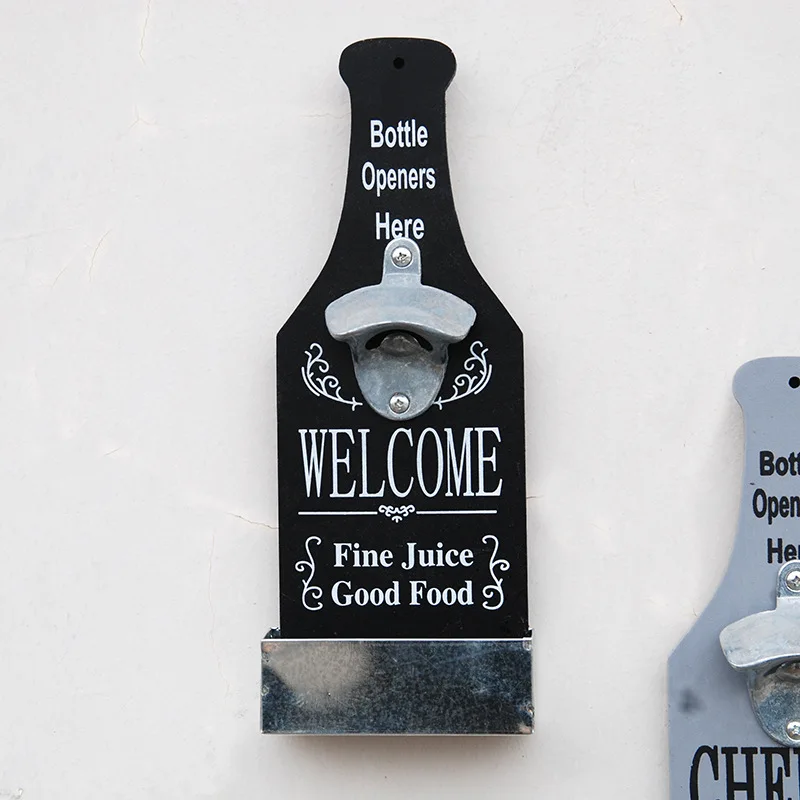 Bottle
Openers
Here
WELCOME
Fine Juice
Good Food